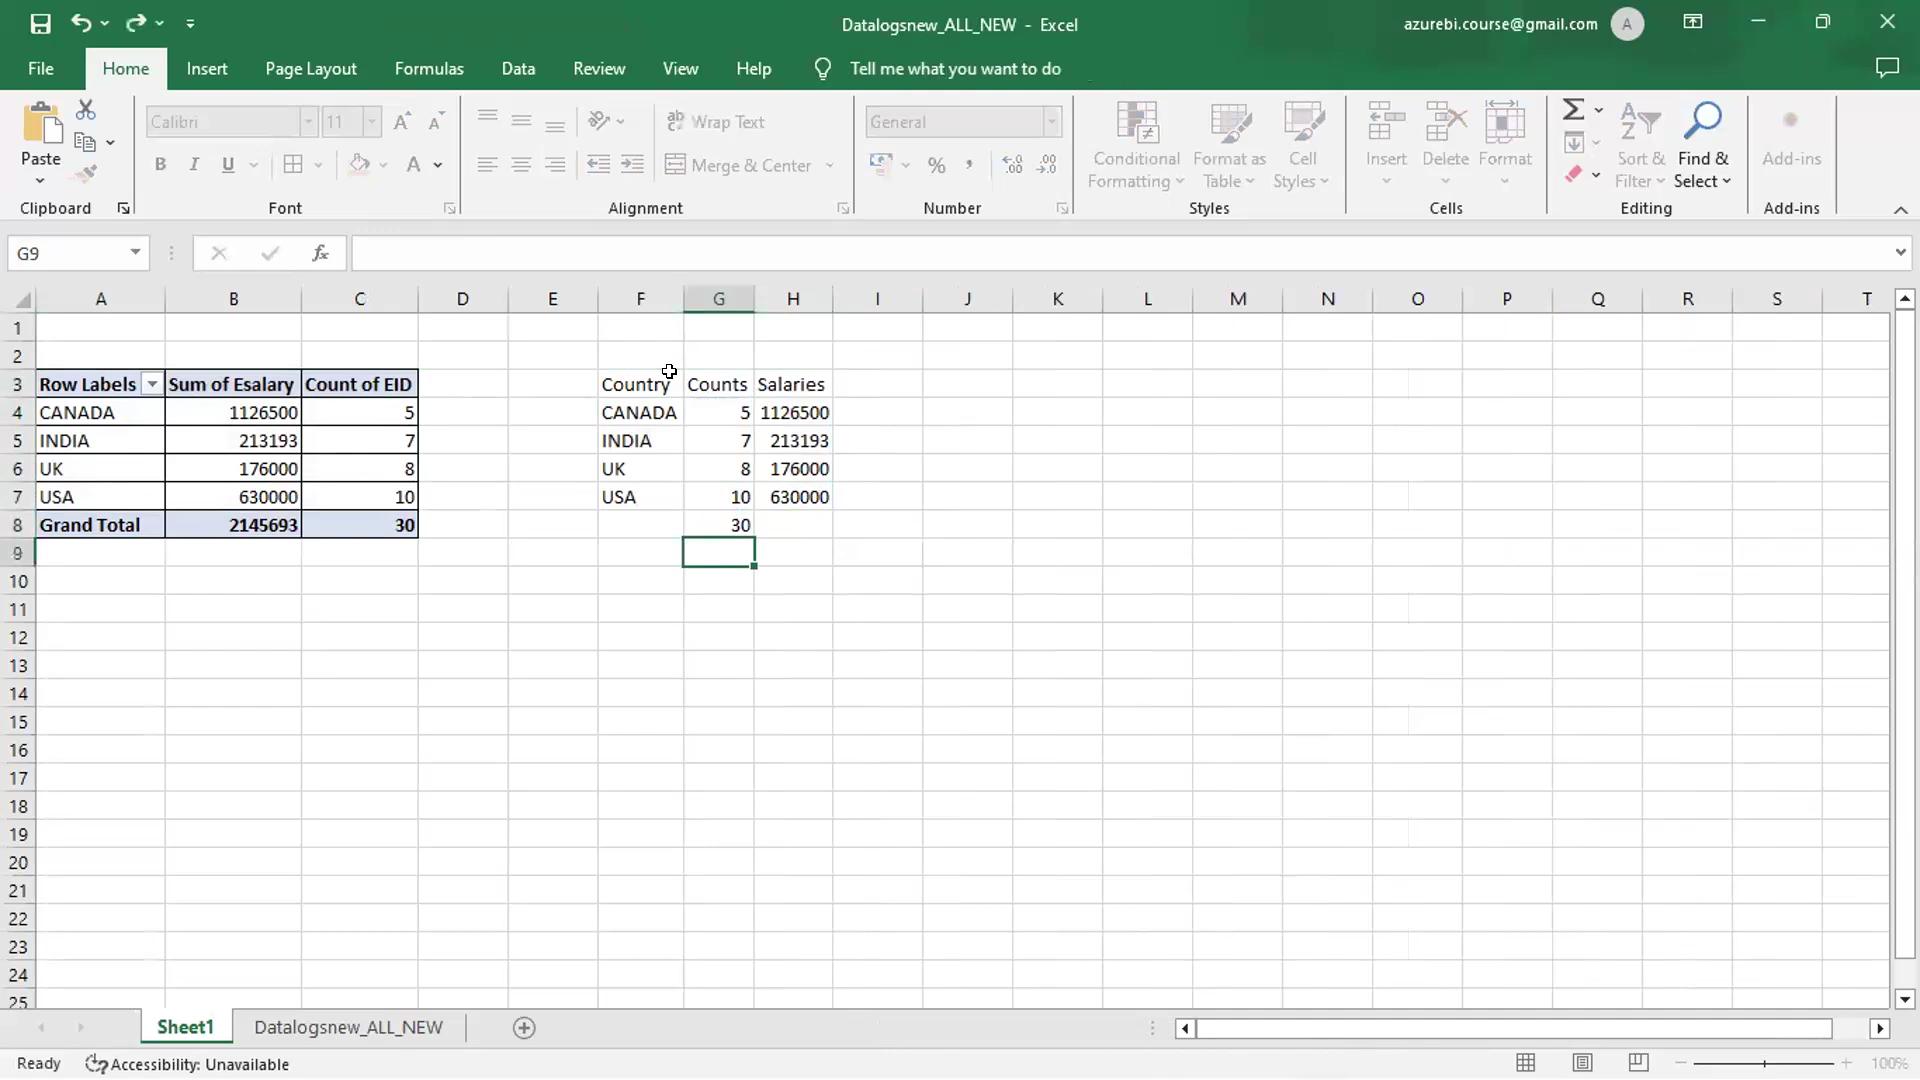 Datalogsnew_ALL_NEW - Excel
azurebi.course@gmail.com A
File Home Insert Page Layout Formulas Data Review View Help Tell me what you want to do
Paste
Calibri 11 A A
B I U A
Wrap Text
Merge & Center
General
% ,
Conditional Formatting
Format as Table
Cell Styles
Insert Delete Format
Sort & Filter
Find & Select
Add-ins
Clipboard Font Alignment Number Styles Cells Editing Add-ins
G9 fx
A B C D E F G H I J K L M N O P Q R S T
1
2
3 Row Labels Sum of Esalary Count of EID Country Counts Salaries
4 CANADA 1126500 5 CANADA 5 1126500
5 INDIA 213193 7 INDIA 7 213193
6 UK 176000 8 UK 8 176000
7 USA 630000 10 USA 10 630000
8 Grand Total 2145693 30 30
9
10
11
12
13
14
15
16
17
18
19
20
21
22
23
24
25
Sheet1 Datalogsnew_ALL_NEW
Ready Accessibility: Unavailable 100%